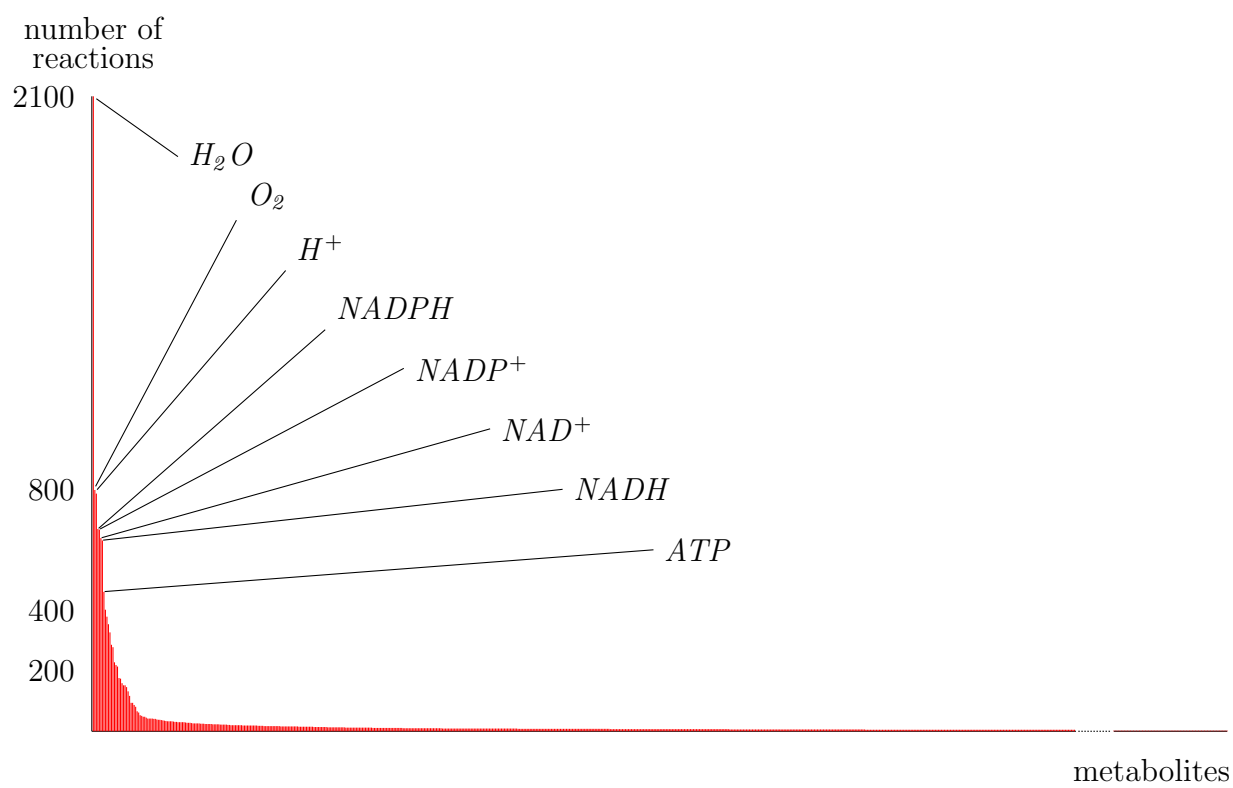 number of
reactions
2100
H₂O
O₂
H⁺
NADPH
NADP⁺
NAD⁺
800
NADH
ATP
400
200
metabolites